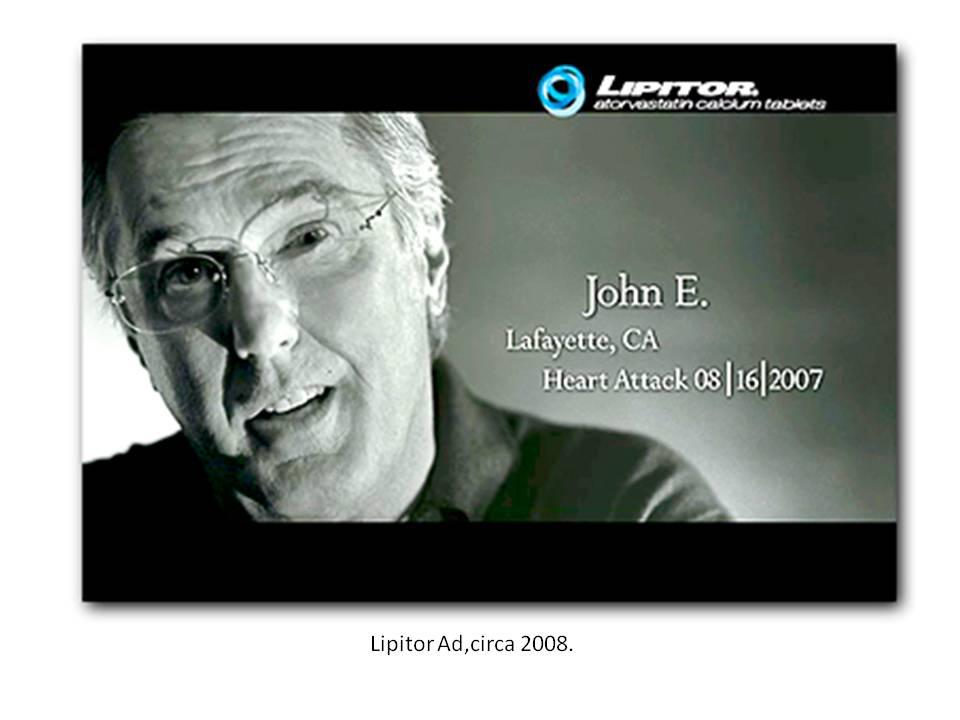 LIPITOR.
atorvastatin calcium tablets
John E.
Lafayette, CA
Heart Attack 08|16|2007
Lipitor Ad,circa 2008.